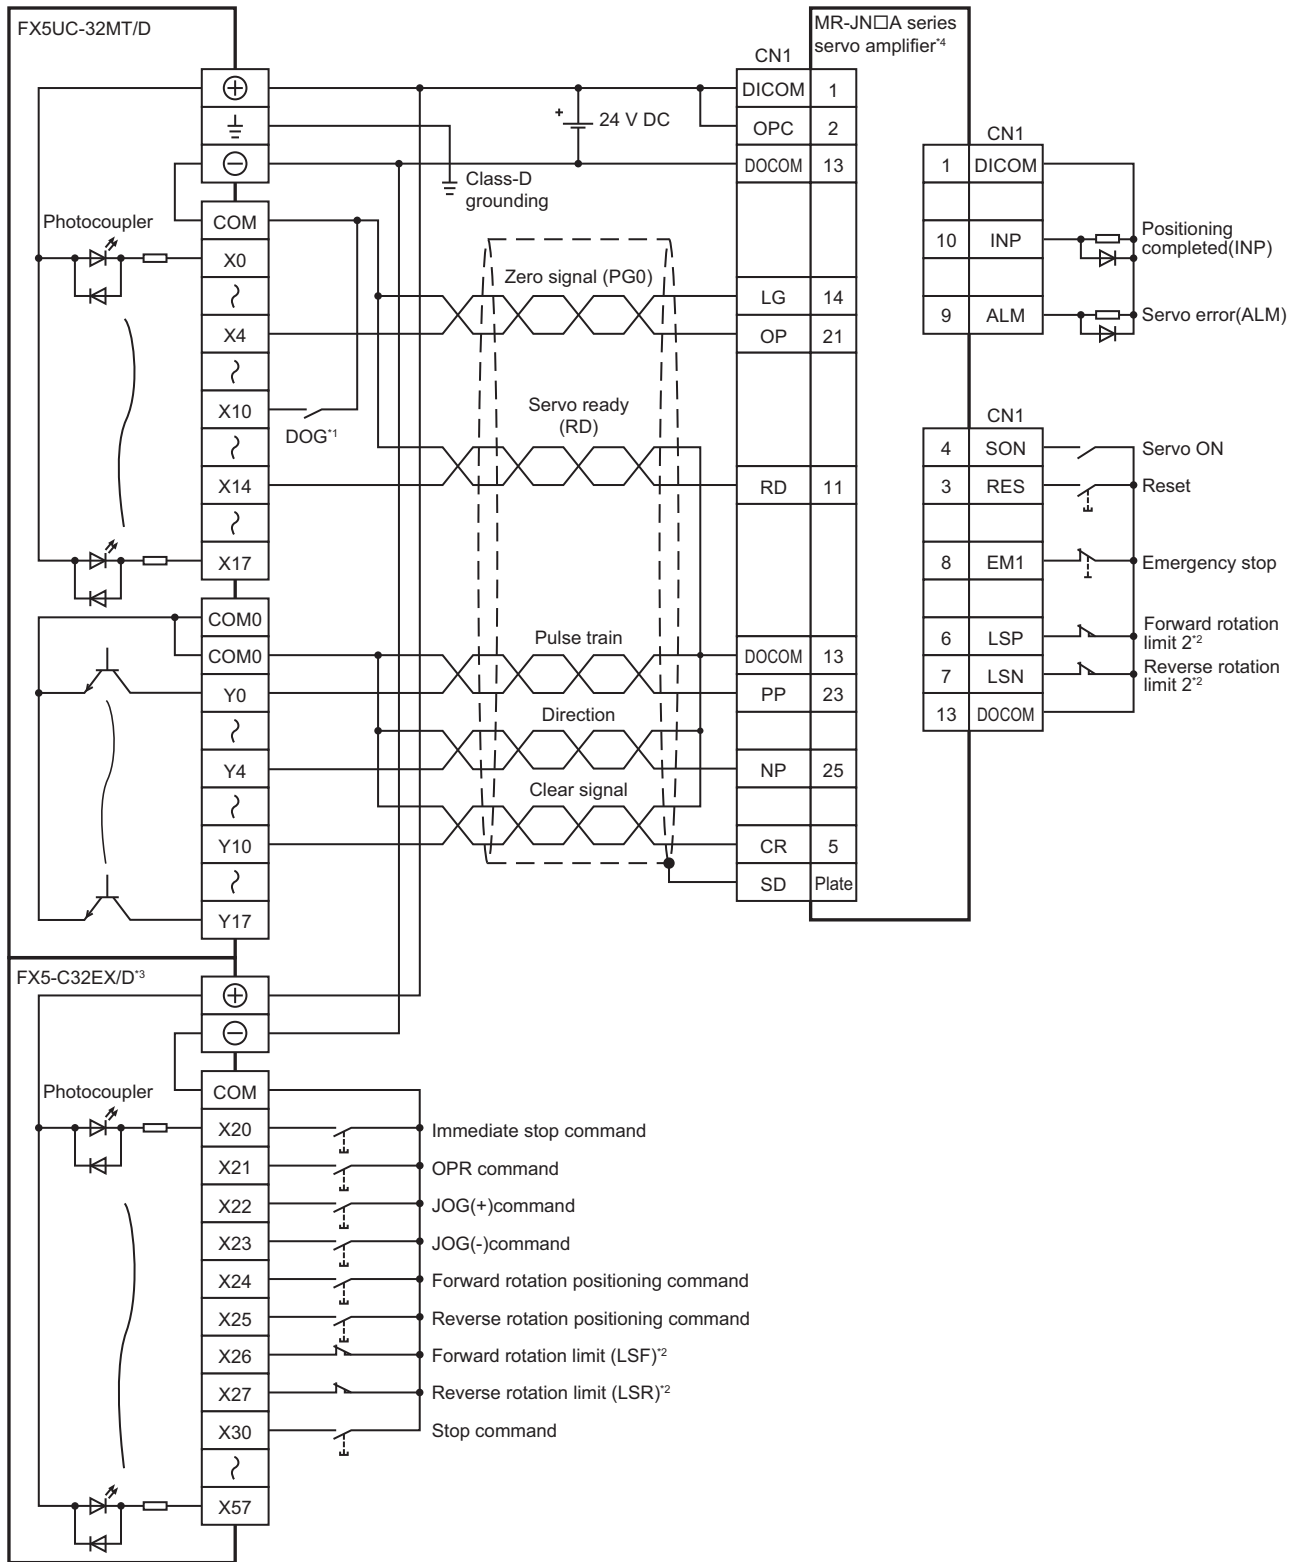 FX5UC-32MT/D
COM
Photocoupler
X0
X4
X10
X14
X17
COM0
COM0
Y0
Y4
Y10
Y17
DOG*1
24 V DC
Class-D
grounding
Zero signal (PG0)
Servo ready
(RD)
Pulse train
Direction
Clear signal
MR-JN□A series
servo amplifier*4
CN1
DICOM 1
OPC 2
DOCOM 13
LG 14
OP 21
RD 11
DOCOM 13
PP 23
NP 25
CR 5
SD Plate
CN1
1 DICOM
10 INP
Positioning
completed(INP)
9 ALM Servo error(ALM)
CN1
4 SON Servo ON
3 RES Reset
8 EM1 Emergency stop
6 LSP
Forward rotation
limit 2*2
7 LSN
Reverse rotation
limit 2*2
13 DOCOM
FX5-C32EX/D*3
Photocoupler
COM
X20 Immediate stop command
X21 OPR command
X22 JOG(+)command
X23 JOG(-)command
X24 Forward rotation positioning command
X25 Reverse rotation positioning command
X26 Forward rotation limit (LSF)*2
X27 Reverse rotation limit (LSR)*2
X30 Stop command
X57